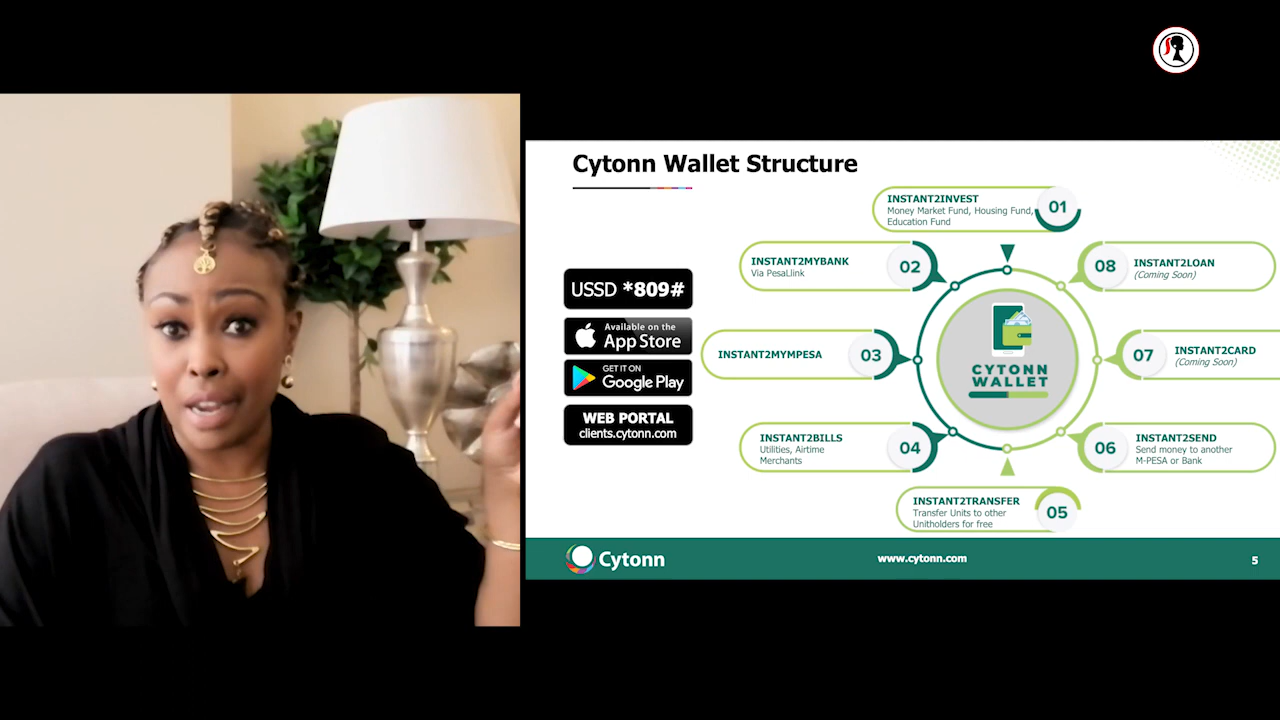 Cytonn Wallet Structure
INSTANT2INVEST
Money Market Fund, Housing Fund,
Education Fund
01
INSTANT2MYBANK
Via PesaLlink
02
INSTANT2MYMPESA
03
INSTANT2BILLS
Utilities, Airtime
Merchants
04
INSTANT2TRANSFER
Transfer Units to other
Unitholders for free
05
06
INSTANT2SEND
Send money to another
M-PESA or Bank
07
INSTANT2CARD
(Coming Soon)
08
INSTANT2LOAN
(Coming Soon)
CYTONN
WALLET
USSD *809#
Available on the
App Store
GET IT ON
Google Play
WEB PORTAL
clients.cytonn.com
Cytonn
www.cytonn.com
5